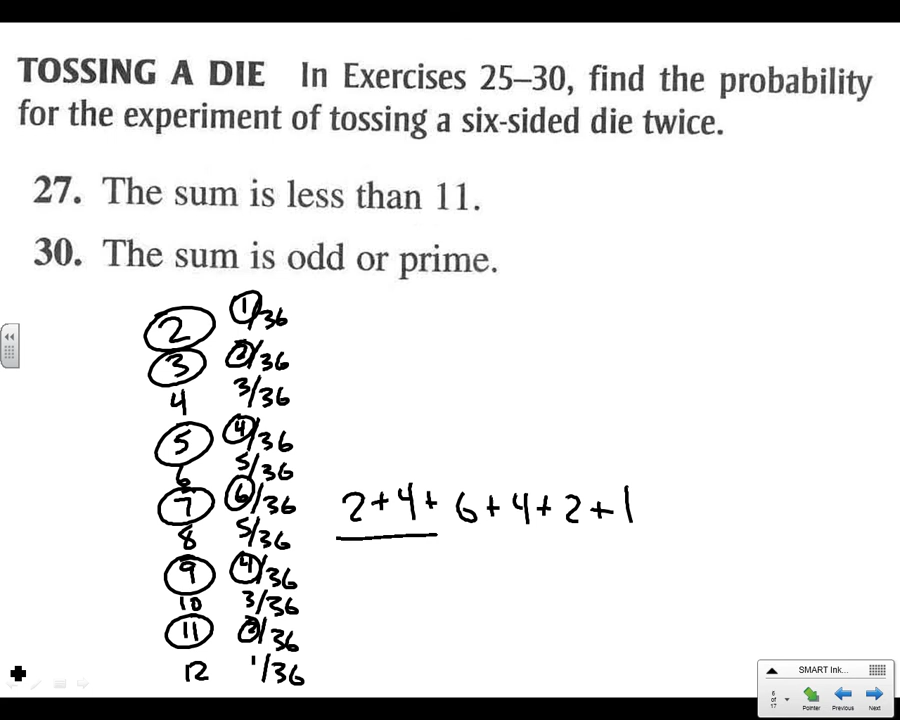 TOSSING A DIE In Exercises 25–30, find the probability
for the experiment of tossing a six-sided die twice.
27. The sum is less than 11.
30. The sum is odd or prime.
2 1/36
3 2/36
4 3/36
5 4/36
6 5/36
7 6/36
2+4+6+4+2+1
8 5/36
9 4/36
10 3/36
11 2/36
12 1/36
SMART Ink...
6 of 17
Pointer Previous Next